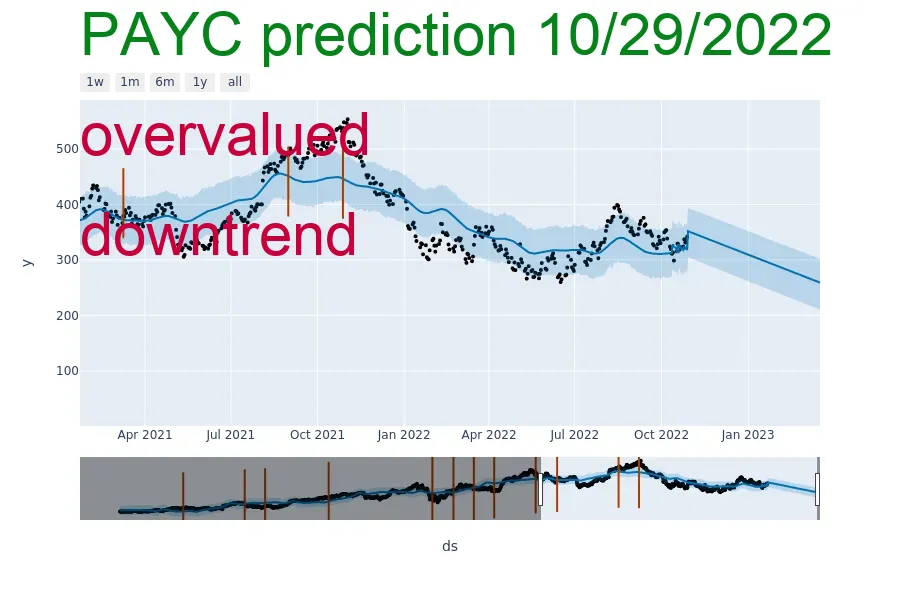 PAYC prediction 10/29/2022
1w 1m 6m 1y all
overvalued
downtrend
500
400
300
200
100
y
Apr 2021 Jul 2021 Oct 2021 Jan 2022 Apr 2022 Jul 2022 Oct 2022 Jan 2023
ds